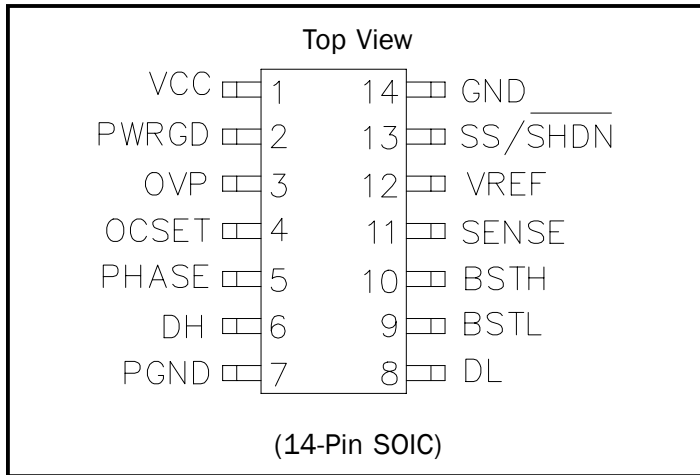 Top View
VCC 1 14 GND
PWRGD 2 13 SS/SHDN
OVP 3 12 VREF
OCSET 4 11 SENSE
PHASE 5 10 BSTH
DH 6 9 BSTL
PGND 7 8 DL
(14-Pin SOIC)